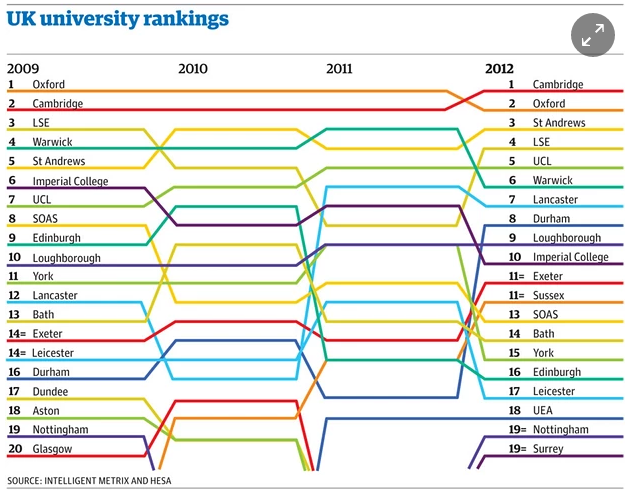 UK university rankings
2009 2010 2011 2012
1 Oxford 1 Cambridge
2 Cambridge 2 Oxford
3 LSE 3 St Andrews
4 Warwick 4 LSE
5 St Andrews 5 UCL
6 Imperial College 6 Warwick
7 UCL 7 Lancaster
8 SOAS 8 Durham
9 Edinburgh 9 Loughborough
10 Loughborough 10 Imperial College
11 York 11= Exeter
12 Lancaster 11= Sussex
13 Bath 13 SOAS
14= Exeter 14 Bath
14= Leicester 15 York
16 Durham 16 Edinburgh
17 Dundee 17 Leicester
18 Aston 18 UEA
19 Nottingham 19= Nottingham
20 Glasgow 19= Surrey
SOURCE: INTELLIGENT METRIX AND HESA